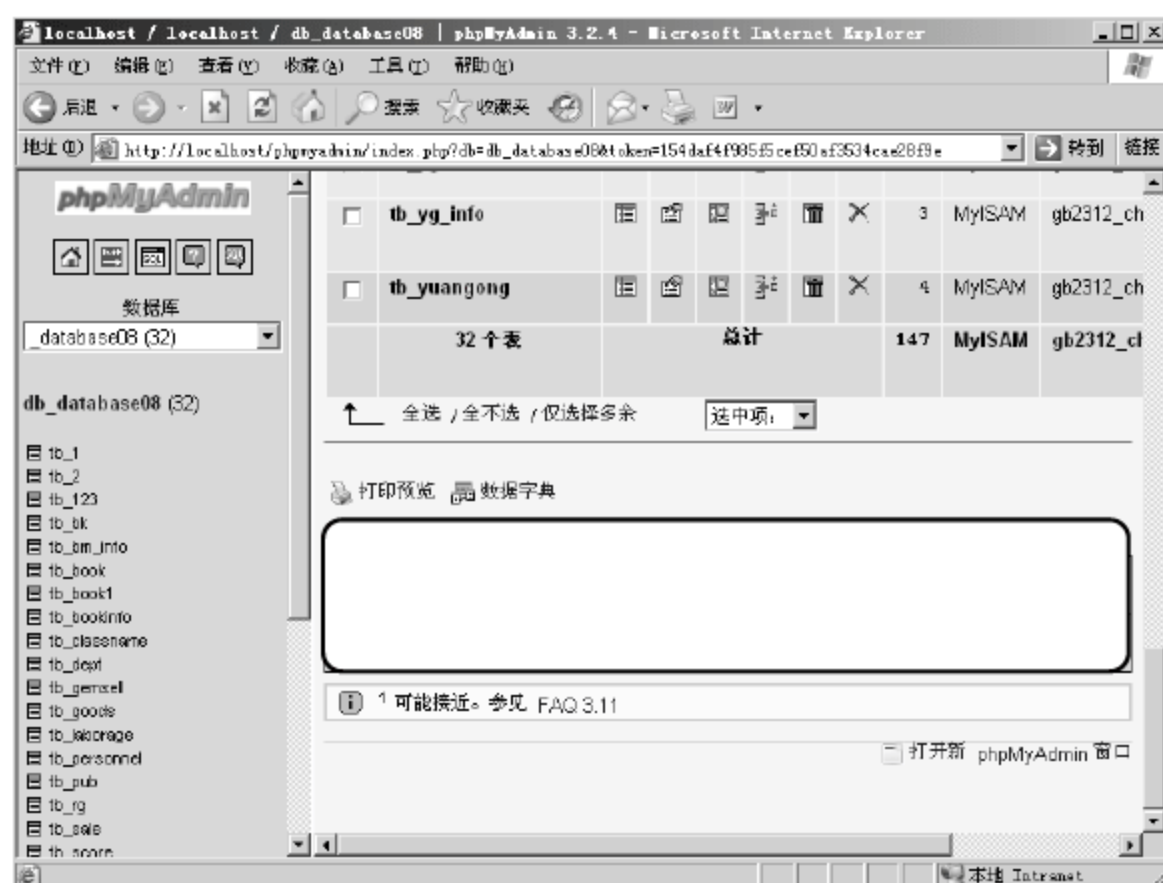 localhost / localhost / db_database08 | phpMyAdmin 3.2.4 - Microsoft Internet Explorer
文件(F) 编辑(E) 查看(V) 收藏(A) 工具(T) 帮助(H)
后退 搜索 收藏夹
地址(D) http://localhost/phpmyadmin/index.php?db=db_database08&token=154daf4f985f5cef50af3534cae28f9e 转到 链接
phpMyAdmin
数据库
_database08 (32)
db_database08 (32)
tb_1
tb_2
tb_123
tb_bk
tb_bm_info
tb_book
tb_book1
tb_bookinfo
tb_classname
tb_dept
tb_gemsell
tb_goods
tb_laborage
tb_personnel
tb_pub
tb_rg
tb_sale
tb_score
tb_yg_info 3 MyISAM gb2312_ch
tb_yuangong 4 MyISAM gb2312_ch
32 个表 总计 147 MyISAM gb2312_cl
全选 / 全不选 / 仅选择多余 选中项:
打印预览 数据字典
1 可能接近。参见 FAQ 3.11
打开新 phpMyAdmin 窗口
本地 Intranet